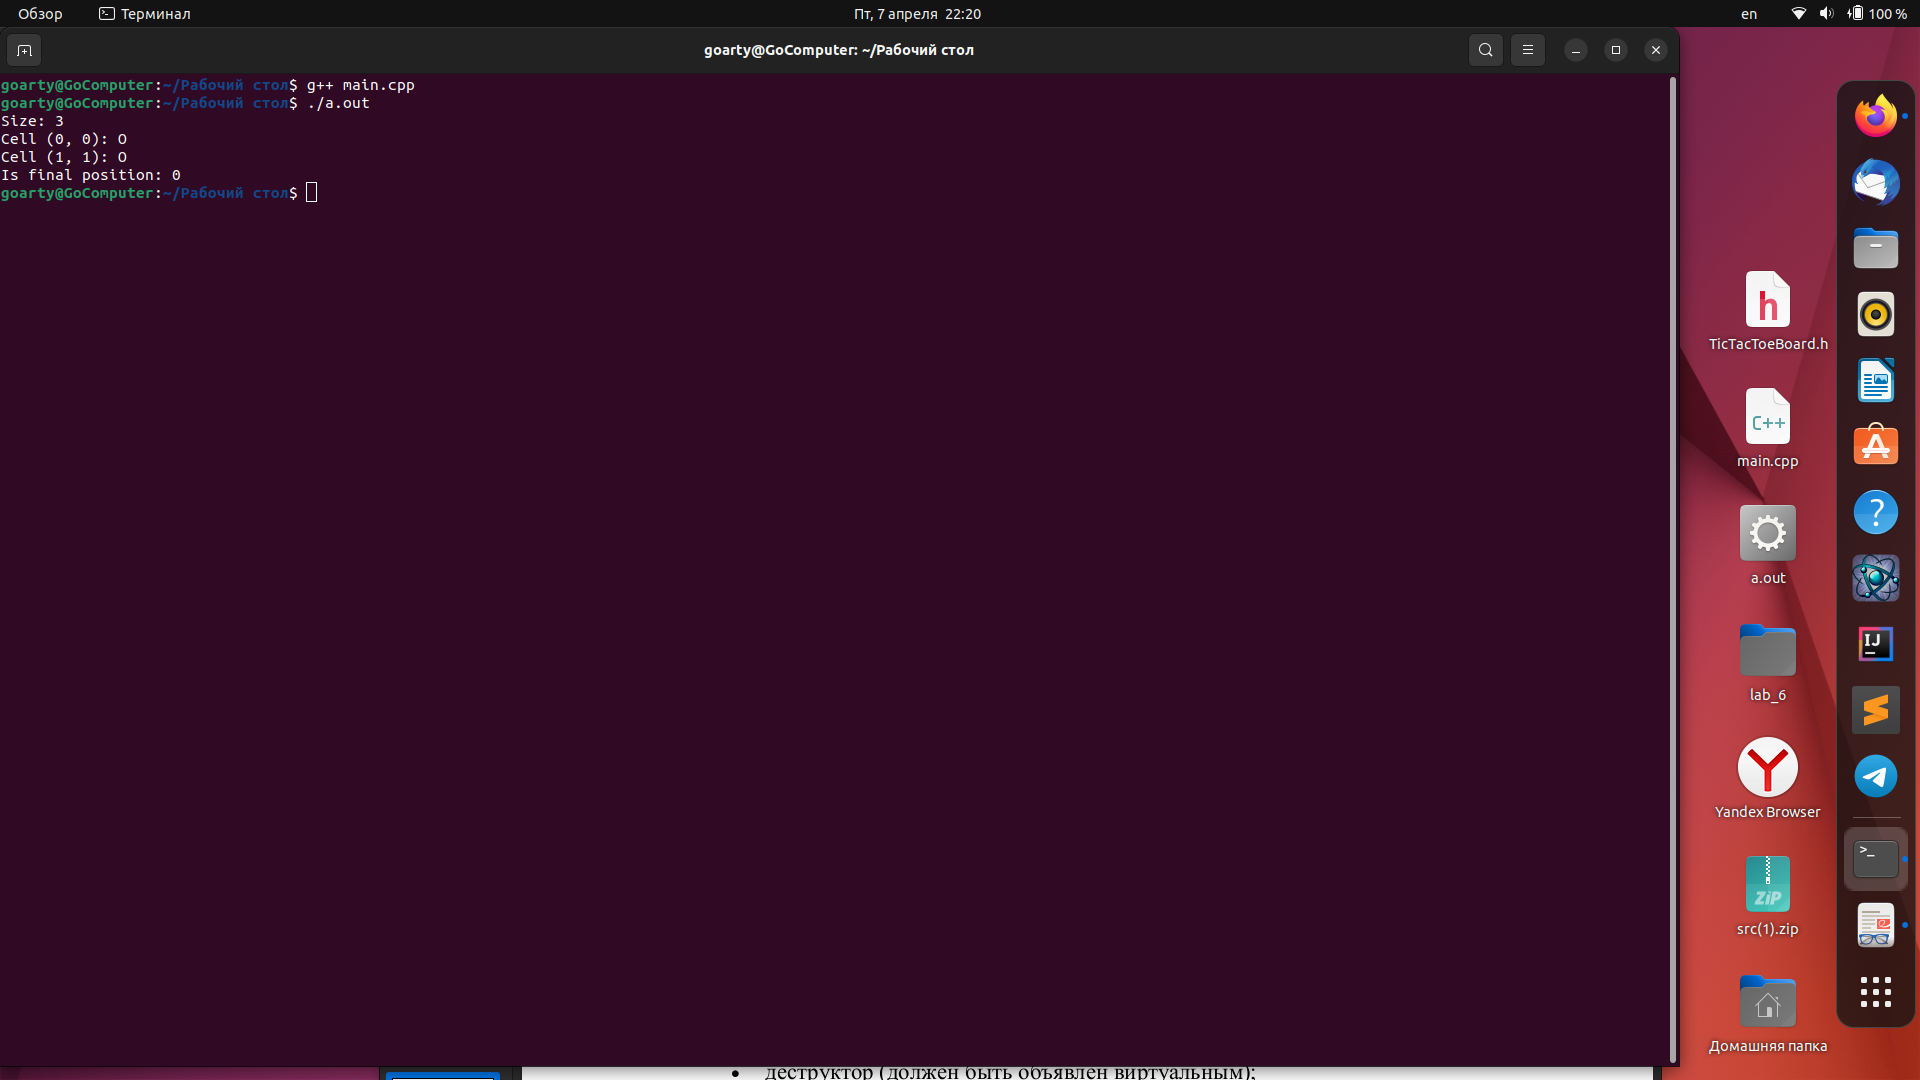 Обзор Терминал Пт, 7 апреля 22:20 en 100 %
goarty@GoComputer: ~/Рабочий стол
goarty@GoComputer:~/Рабочий стол$ g++ main.cpp
goarty@GoComputer:~/Рабочий стол$ ./a.out
Size: 3
Cell (0, 0): O
Cell (1, 1): O
Is final position: 0
goarty@GoComputer:~/Рабочий стол$
h
TicTacToeBoard.h
C++
main.cpp
a.out
lab_6
Yandex Browser
ZiP
src(1).zip
Домашняя папка
A
?
IJ
>_
• деструктор (должен быть объявлен виртуальным);